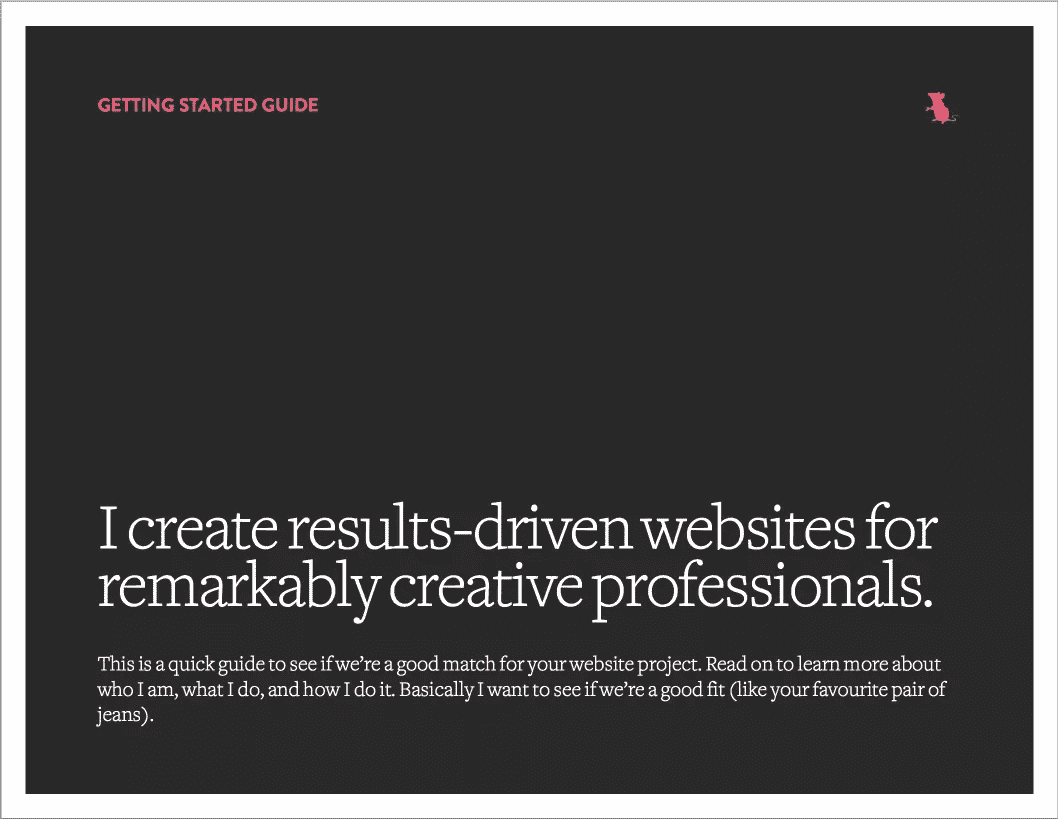 GETTING STARTED GUIDE
I create results-driven websites for
remarkably creative professionals.
This is a quick guide to see if we’re a good match for your website project. Read on to learn more about
who I am, what I do, and how I do it. Basically I want to see if we’re a good fit (like your favourite pair of
jeans).